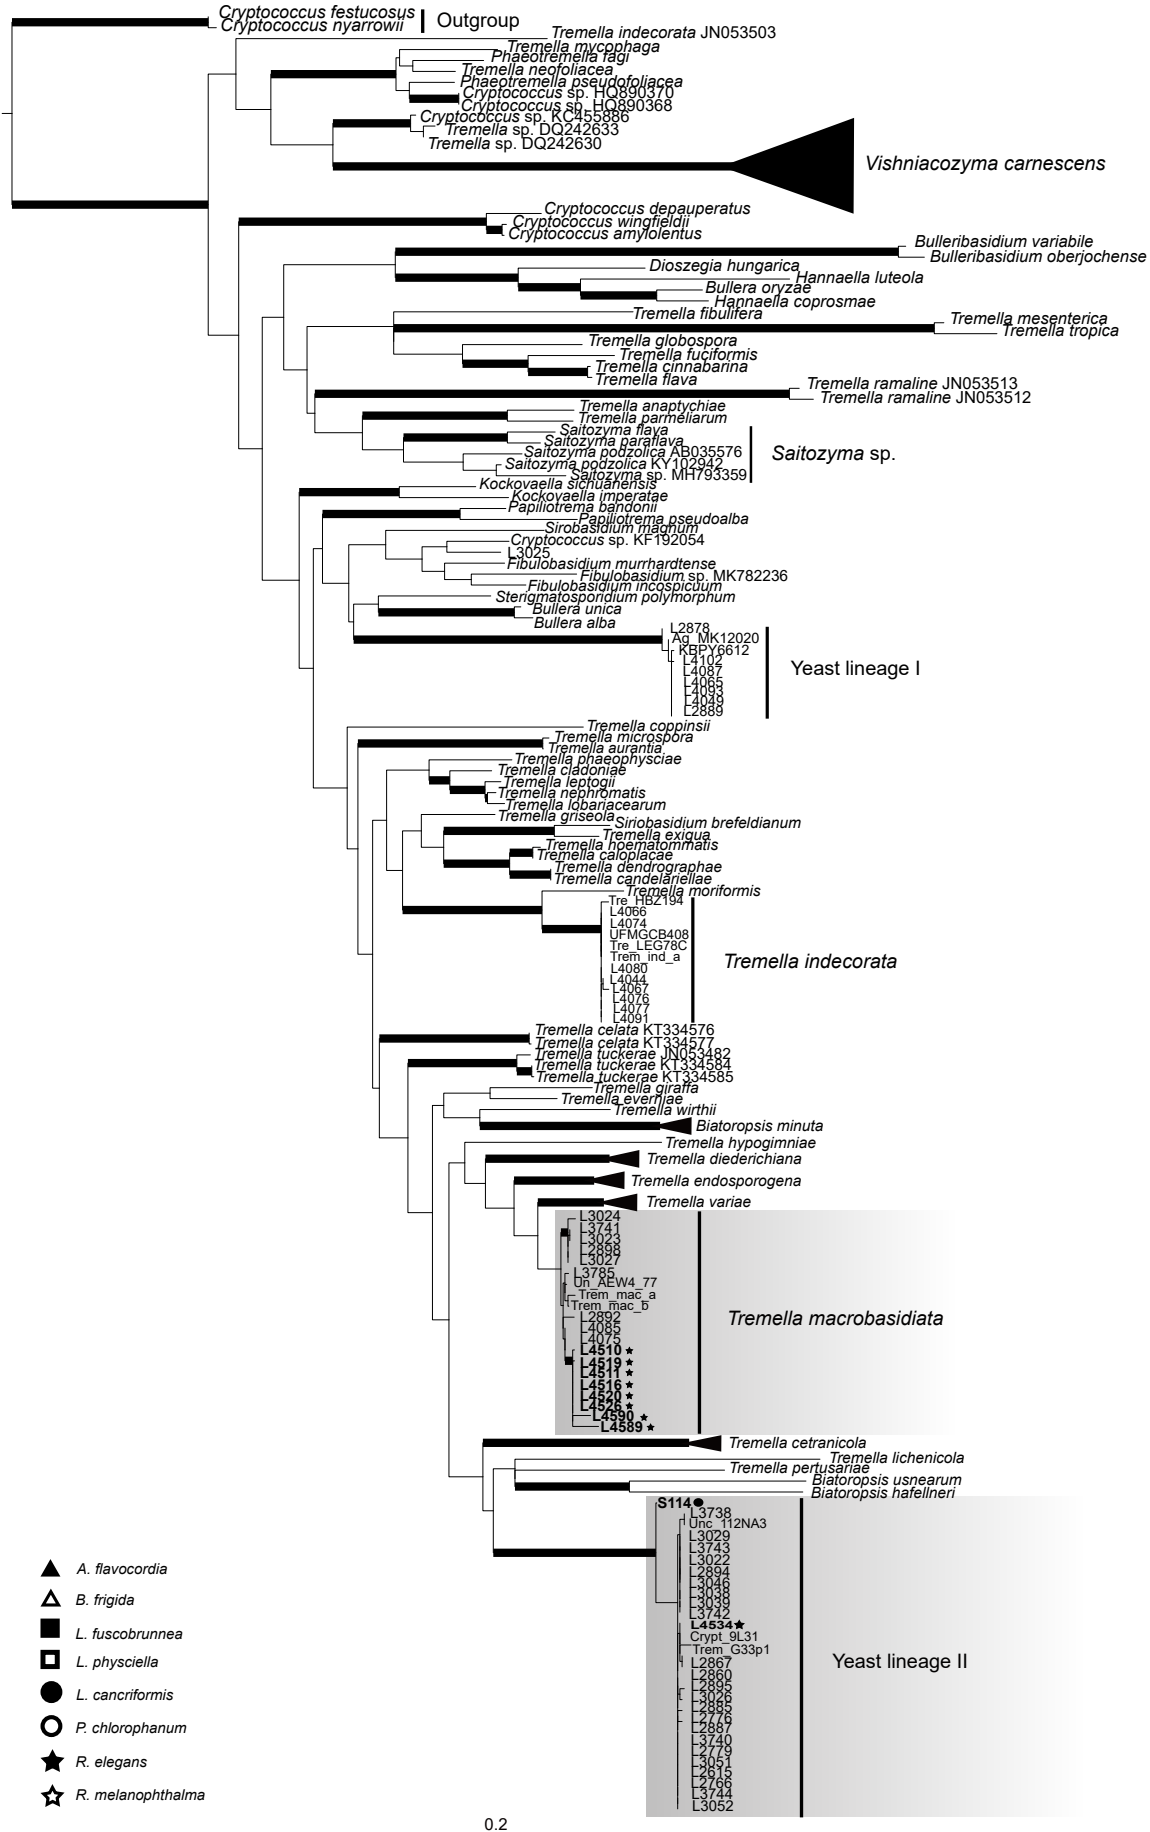 Cryptococcus festucosus
Cryptococcus nyarrowii
Outgroup
Tremella indecorata JN053503
Tremella mycophaga
Phaeotremella fagi
Tremella neofoliacea
Phaeotremella pseudofoliacea
Cryptococcus sp. HQ890370
Cryptococcus sp. HQ890368
Cryptococcus sp. KC455886
Tremella sp. DQ242633
Tremella sp. DQ242630
Vishniacozyma carnescens
Cryptococcus depauperatus
Cryptococcus wingfieldii
Cryptococcus amylolentus
Bulleribasidium variabile
Bulleribasidium oberjochense
Dioszegia hungarica
Hannaella luteola
Bullera oryzae
Hannaella coprosmae
Tremella fibulifera
Tremella mesenterica
Tremella tropica
Tremella globospora
Tremella fuciformis
Tremella cinnabarina
Tremella flava
Tremella ramaline JN053513
Tremella ramaline JN053512
Tremella anaptychiae
Tremella parmeliarum
Saitozyma flava
Saitozyma paraflava
Saitozyma podzolica AB035576
Saitozyma podzolica KY102942
Saitozyma sp. MH793359
Saitozyma sp.
Kockovaella sichuanensis
Kockovaella imperatae
Papiliotrema bandonii
Papiliotrema pseudoalba
Sirobasidium magnum
Cryptococcus sp. KF192054
L3025
Fibulobasidium murrhardtense
Fibulobasidium sp. MK782236
Fibulobasidium incospicuum
Sterigmatosporidium polymorphum
Bullera unica
Bullera alba
L2878
Ag_MK12020
KBPY6612
L4102
L4087
L4065
L4093
L4049
L2889
Yeast lineage I
Tremella coppinsii
Tremella microspora
Tremella aurantia
Tremella phaeophysciae
Tremella cladoniae
Tremella leptogii
Tremella nephromatis
Tremella lobariacearum
Tremella griseola
Siriobasidium brefeldianum
Tremella exigua
Tremella hoematommatis
Tremella caloplacae
Tremella dendrographae
Tremella candelariellae
Tremella moriformis
Tre_HBZ194
L4066
L4074
UFMGCB408
Tre_LEG78C
Trem_ind_a
L4080
L4044
L4067
L4076
L4077
L4091
Tremella indecorata
Tremella celata KT334576
Tremella celata KT334577
Tremella tuckerae JN053482
Tremella tuckerae KT334584
Tremella tuckerae KT334585
Tremella giraffa
Tremella everniae
Tremella wirthii
Biatoropsis minuta
Tremella hypogimniae
Tremella diederichiana
Tremella endosporogena
Tremella variae
L3024
L3741
L3023
L2898
L3027
L3785
Un_AEW4_77
Trem_mac_a
Trem_mac_b
L2892
L4085
L4075
L4510
L4519
L4511
L4516
L4520
L4526
L4590
L4589
Tremella macrobasidiata
Tremella cetranicola
Tremella lichenicola
Tremella pertusariae
Biatoropsis usnearum
Biatoropsis hafellneri
S114
L3738
Unc_112NA3
L3029
L3743
L3022
L2894
L3046
L3038
L3039
L3742
L4534
Crypt_9L31
Trem_G33p1
L2867
L2860
L2895
L3026
L2885
L2776
L2887
L3740
L2779
L3051
L2615
L2766
L3744
L3052
Yeast lineage II
A. flavocordia
B. frigida
L. fuscobrunnea
L. physciella
L. cancriformis
P. chlorophanum
R. elegans
R. melanophthalma
0.2